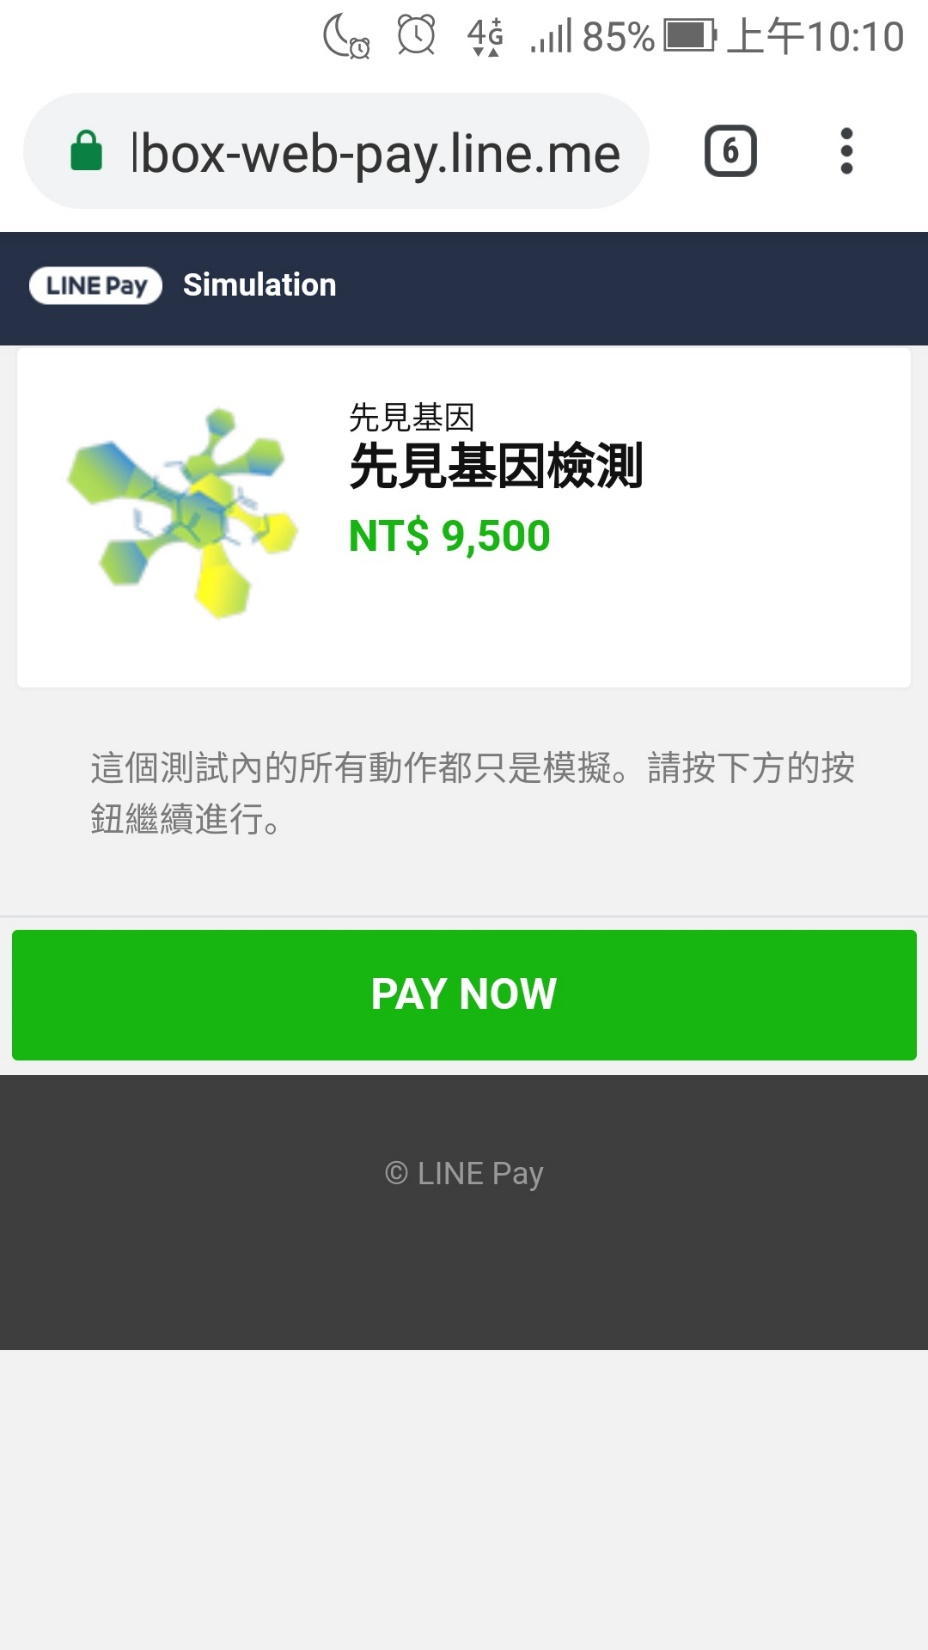 4G 85% 上午10:10
lbox-web-pay.line.me
6
LINE Pay Simulation
先見基因
先見基因檢測
NT$ 9,500
這個測試內的所有動作都只是模擬。請按下方的按
鈕繼續進行。
PAY NOW
© LINE Pay